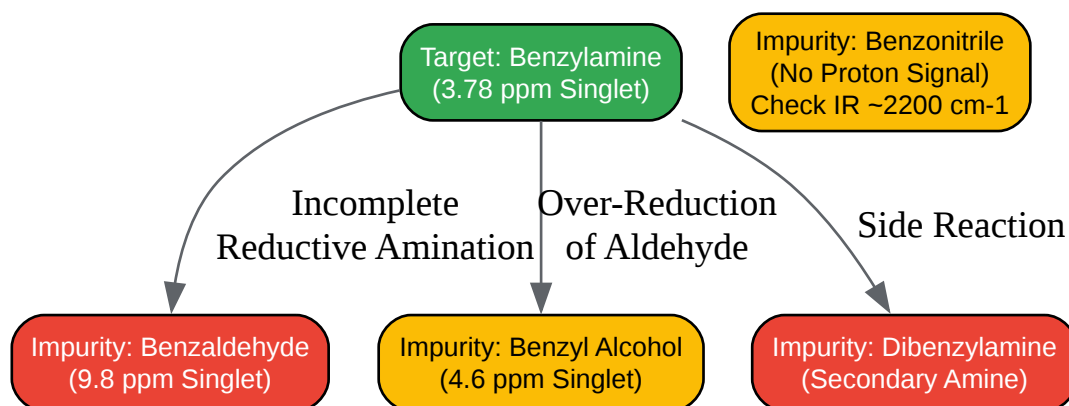 Target: Benzylamine
(3.78 ppm Singlet)
Impurity: Benzonitrile
(No Proton Signal)
Check IR ~2200 cm-1
Incomplete
Reductive Amination
Over-Reduction
of Aldehyde
Side Reaction
Impurity: Benzaldehyde
(9.8 ppm Singlet)
Impurity: Benzyl Alcohol
(4.6 ppm Singlet)
Impurity: Dibenzylamine
(Secondary Amine)